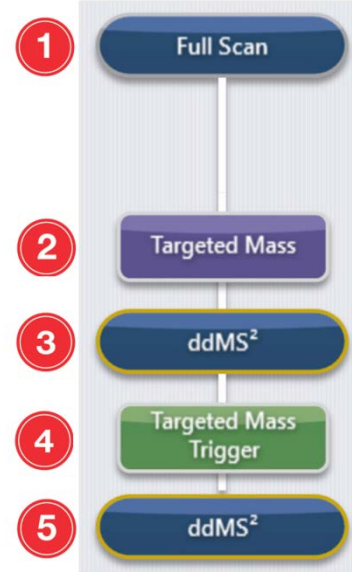 1
Full Scan
2
Targeted Mass
3
ddMS²
4
Targeted Mass
Trigger
5
ddMS²